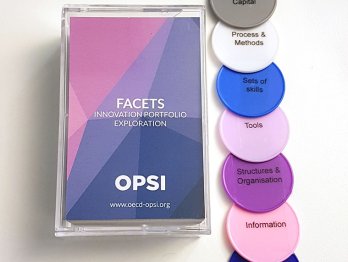 FACETS
INNOVATION PORTFOLIO
EXPLORATION
OPSI
www.oecd-opsi.org
Capital
Process &
Methods
Sets of
skills
Tools
Structures &
Organisation
Information